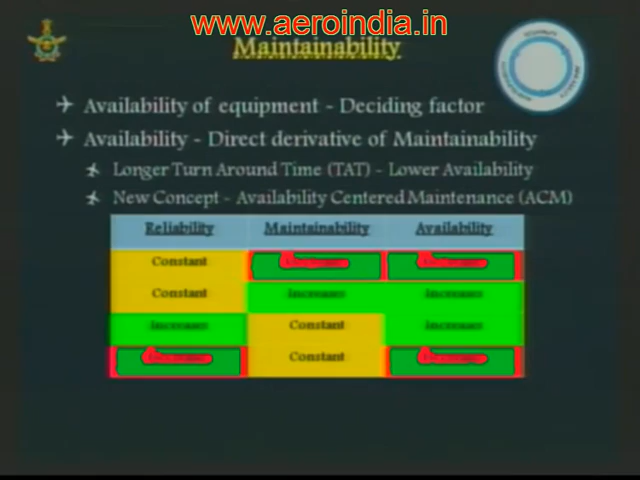 www.aeroindia.in
Maintainability
Availability of equipment - Deciding factor
Availability - Direct derivative of Maintainability
Longer Turn Around Time (TAT) - Lower Availability
New Concept - Availability Centered Maintenance (ACM)
Reliability Maintainability Availability
Constant
Constant Increases Increases
Increases Constant Increases
Constant